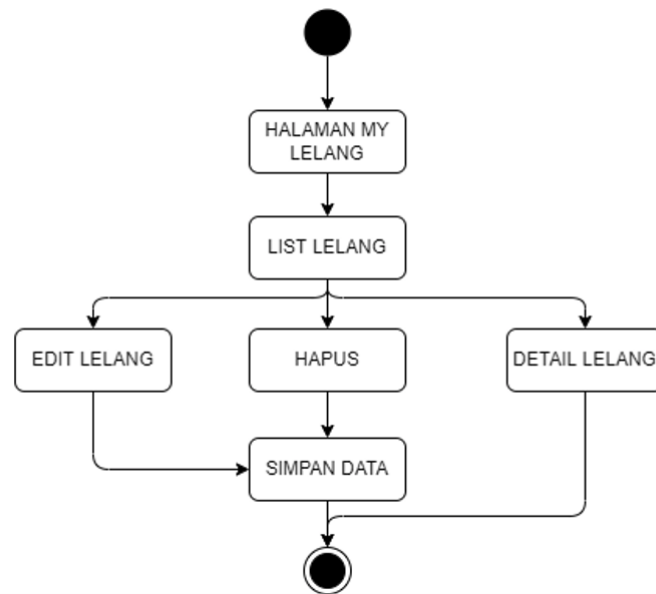 HALAMAN MY
LELANG
LIST LELANG
EDIT LELANG
HAPUS
DETAIL LELANG
SIMPAN DATA